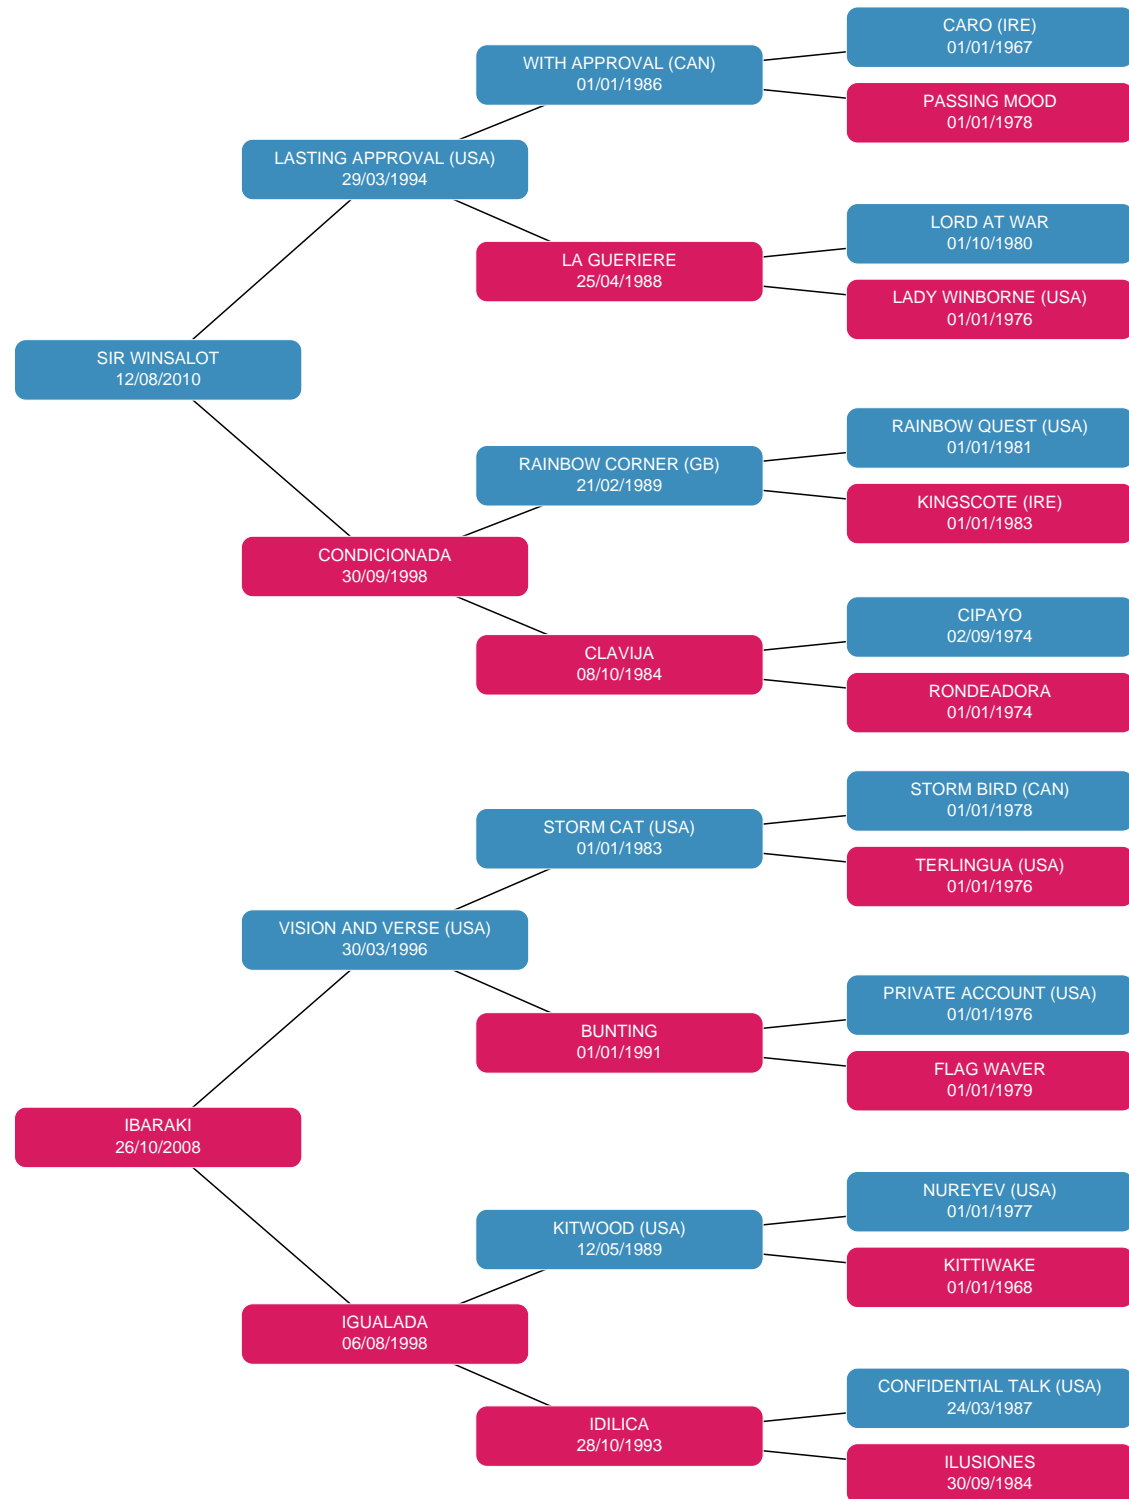 CARO (IRE)
01/01/1967
WITH APPROVAL (CAN)
01/01/1986
PASSING MOOD
01/01/1978
LASTING APPROVAL (USA)
29/03/1994
LORD AT WAR
01/10/1980
LA GUERIERE
25/04/1988
LADY WINBORNE (USA)
01/01/1976
SIR WINSALOT
12/08/2010
RAINBOW QUEST (USA)
01/01/1981
RAINBOW CORNER (GB)
21/02/1989
KINGSCOTE (IRE)
01/01/1983
CONDICIONADA
30/09/1998
CIPAYO
02/09/1974
CLAVIJA
08/10/1984
RONDEADORA
01/01/1974
STORM BIRD (CAN)
01/01/1978
STORM CAT (USA)
01/01/1983
TERLINGUA (USA)
01/01/1976
VISION AND VERSE (USA)
30/03/1996
PRIVATE ACCOUNT (USA)
01/01/1976
BUNTING
01/01/1991
FLAG WAVER
01/01/1979
IBARAKI
26/10/2008
NUREYEV (USA)
01/01/1977
KITWOOD (USA)
12/05/1989
KITTIWAKE
01/01/1968
IGUALADA
06/08/1998
CONFIDENTIAL TALK (USA)
24/03/1987
IDILICA
28/10/1993
ILUSIONES
30/09/1984